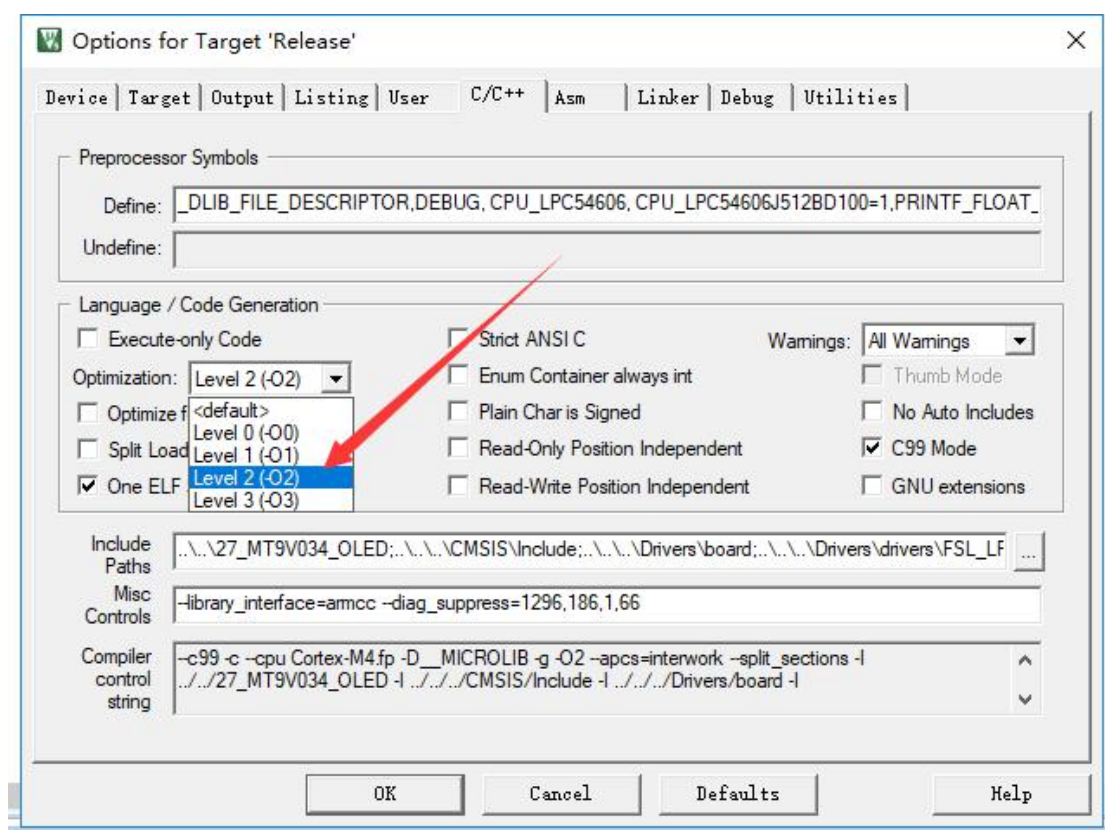 Options for Target 'Release'
Device Target Output Listing User C/C++ Asm Linker Debug Utilities
Preprocessor Symbols
Define: _DLIB_FILE_DESCRIPTOR,DEBUG, CPU_LPC54606, CPU_LPC54606J512BD100=1,PRINTF_FLOAT_
Undefine:
Language / Code Generation
Execute-only Code Strict ANSI C Warnings: All Warnings
Optimization: Level 2 (-O2) Enum Container always int Thumb Mode
Optimize f <default> Plain Char is Signed No Auto Includes
Level 0 (-O0)
Split Load Level 1 (-O1) Read-Only Position Independent C99 Mode
Level 2 (-O2)
One ELF Level 3 (-O3) Read-Write Position Independent GNU extensions
Include Paths ..\..\27_MT9V034_OLED;..\..\..\CMSIS\Include;..\..\..\Drivers\board;..\..\..\Drivers\drivers\FSL_LF ...
Misc Controls --library_interface=armcc --diag_suppress=1296,186,1,66
Compiler control string --c99 -c --cpu Cortex-M4.fp -D__MICROLIB -g -O2 --apcs=interwork --split_sections -I
../../27_MT9V034_OLED -I ../../../CMSIS/Include -I ../../../Drivers/board -I
OK Cancel Defaults Help